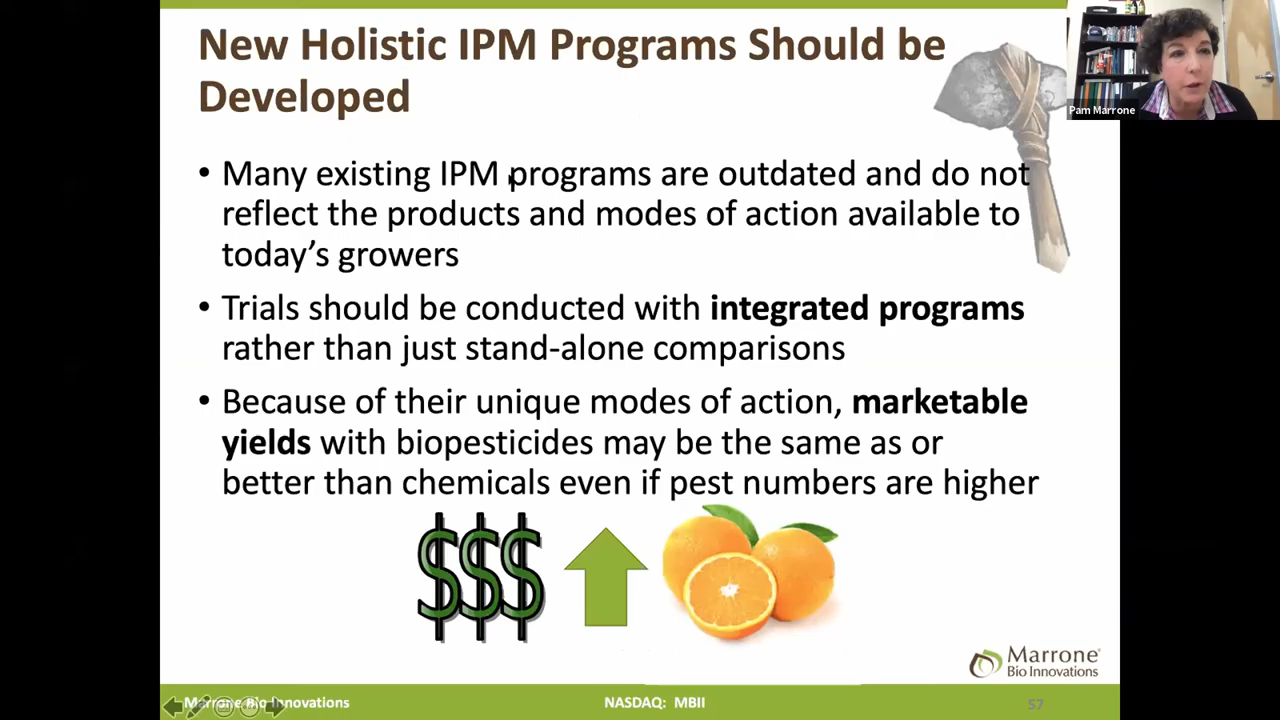 New Holistic IPM Programs Should be
Developed
Pam Marrone
• Many existing IPM programs are outdated and do not
reflect the products and modes of action available to
today's growers
• Trials should be conducted with integrated programs
rather than just stand-alone comparisons
• Because of their unique modes of action, marketable
yields with biopesticides may be the same as or
better than chemicals even if pest numbers are higher
$$$
Marrone
Bio Innovations
Marrone Bio Innovations
NASDAQ: MBII
57